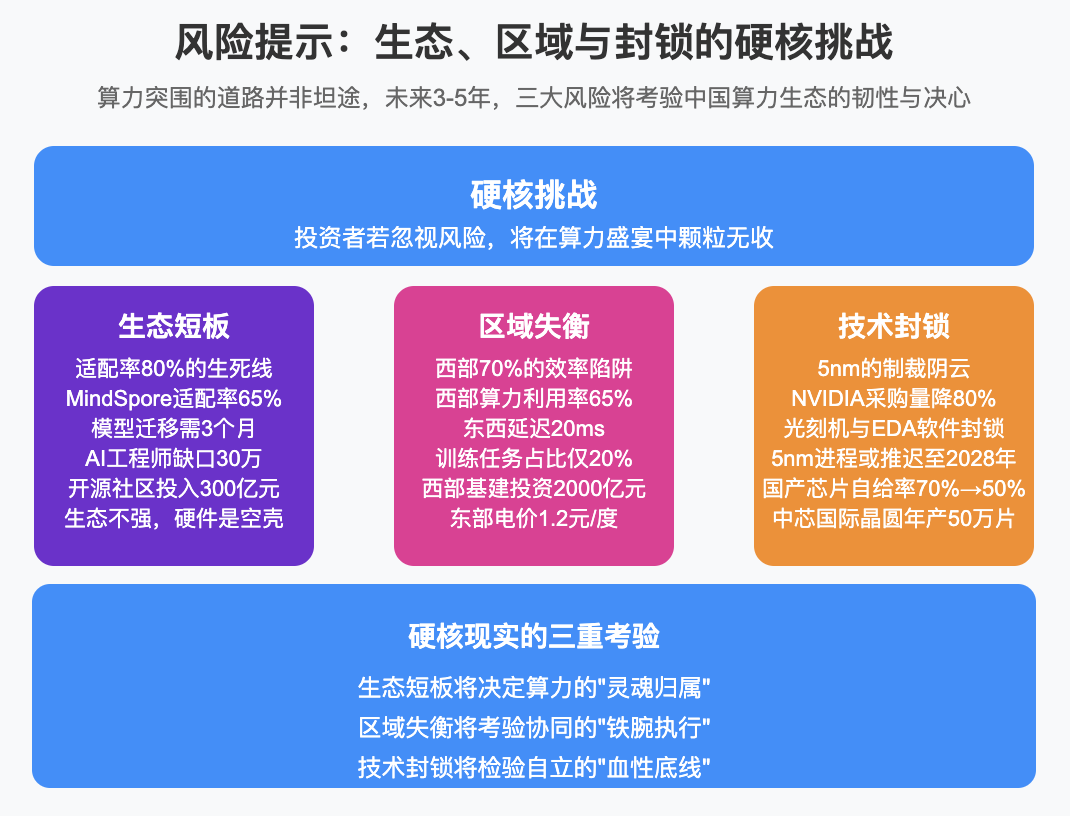 风险提示：生态、区域与封锁的硬核挑战
算力突围的道路并非坦途，未来3-5年，三大风险将考验中国算力生态的韧性与决心
硬核挑战
投资者若忽视风险，将在算力盛宴中颗粒无收
生态短板
适配率80%的生死线
MindSpore适配率65%
模型迁移需3个月
AI工程师缺口30万
开源社区投入300亿元
生态不强，硬件是空壳
区域失衡
西部70%的效率陷阱
西部算力利用率65%
东西延迟20ms
训练任务占比仅20%
西部基建投资2000亿元
东部电价1.2元/度
技术封锁
5nm的制裁阴云
NVIDIA采购量降80%
光刻机与EDA软件封锁
5nm进程或推迟至2028年
国产芯片自给率70%→50%
中芯国际晶圆年产50万片
硬核现实的三重考验
生态短板将决定算力的"灵魂归属"
区域失衡将考验协同的"铁腕执行"
技术封锁将检验自立的"血性底线"